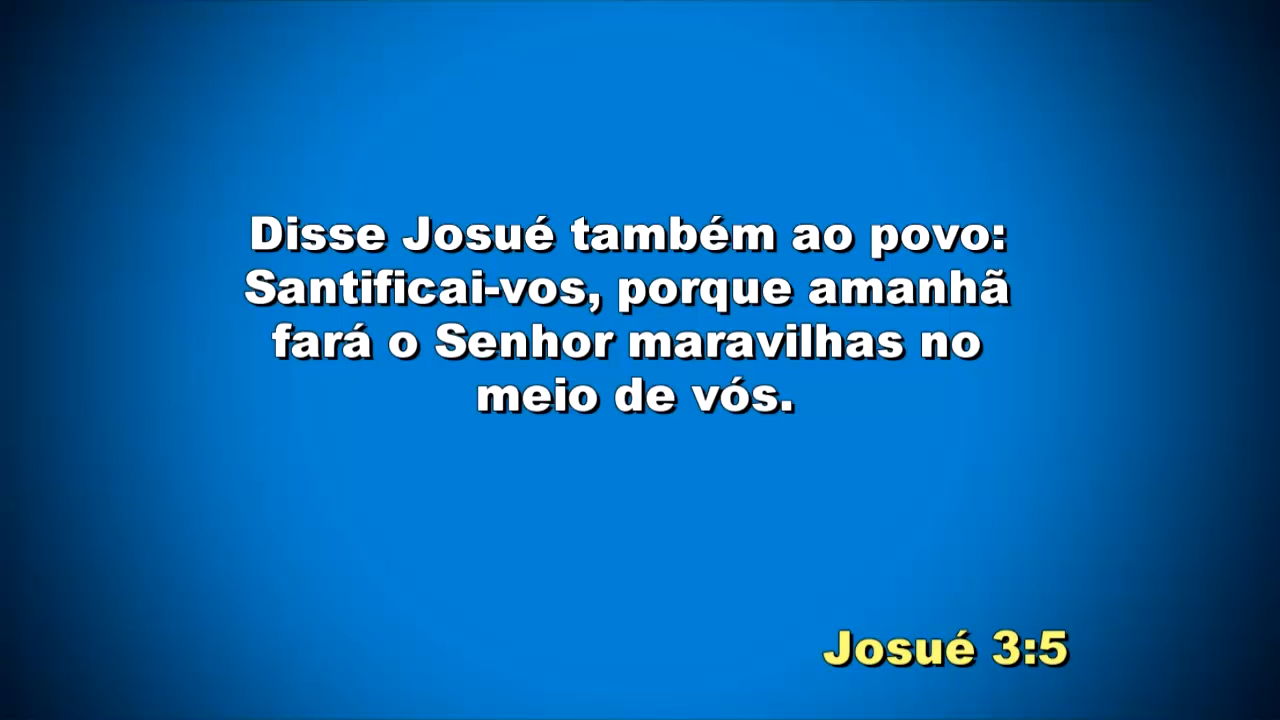 Disse Josué também ao povo:
Santificai-vos, porque amanhã
fará o Senhor maravilhas no
meio de vós.
Josué 3:5